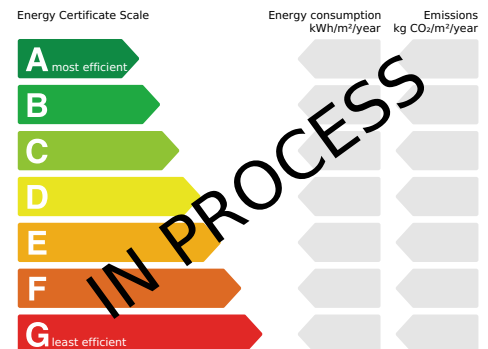 Energy Certificate Scale
Energy consumption
kWh/m²/year
Emissions
kg CO₂/m²/year
A most efficient
B
C
D
E
F
G least efficient
IN PROCESS